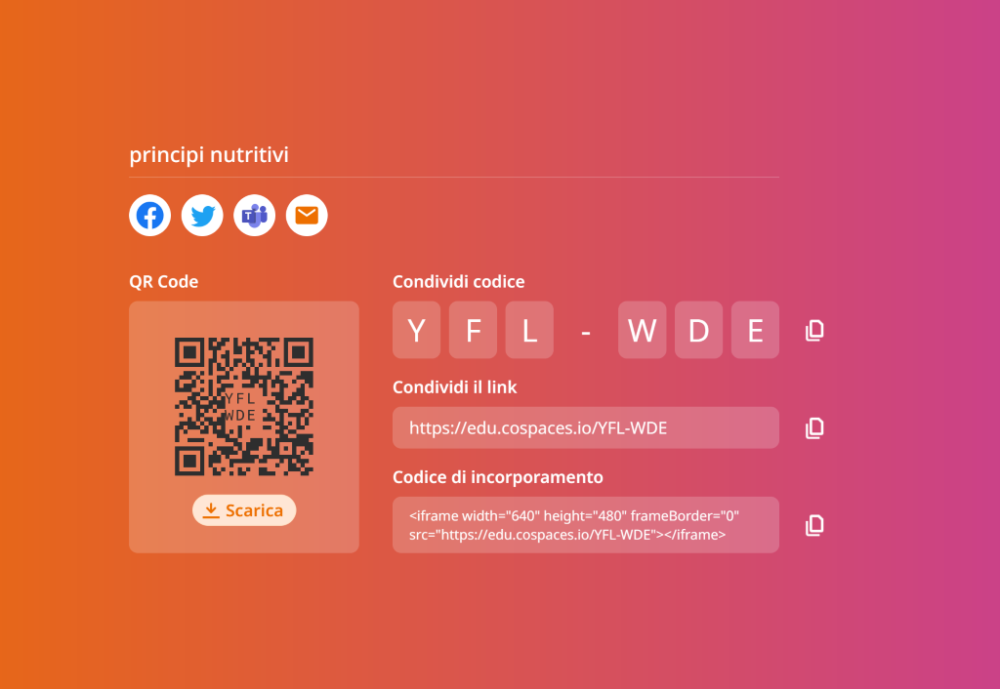 principi nutritivi
QR Code
YFL
WDE
Scarica
Condividi codice
Y F L - W D E
Condividi il link
https://edu.cospaces.io/YFL-WDE
Codice di incorporamento
<iframe width="640" height="480" frameBorder="0"
src="https://edu.cospaces.io/YFL-WDE"></iframe>